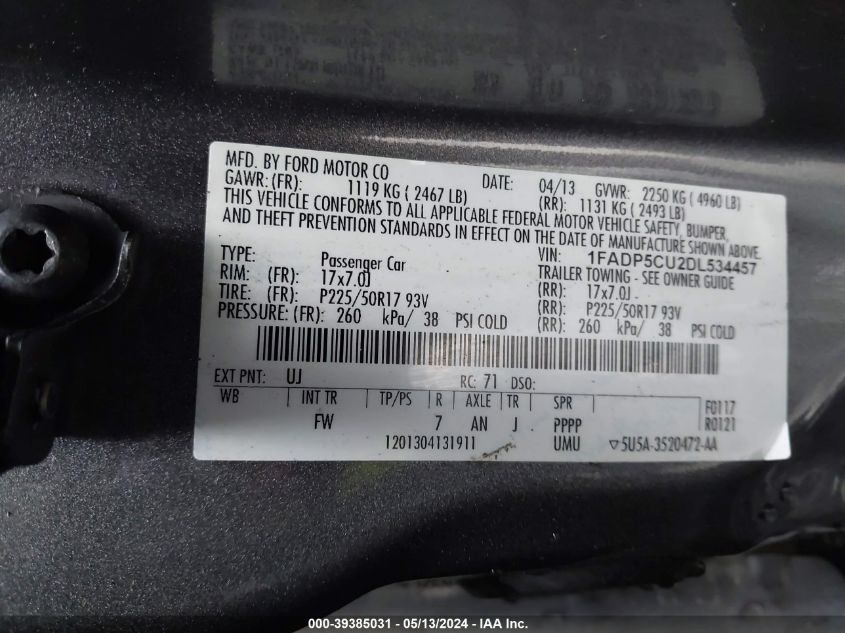 MFD. BY FORD MOTOR CO
DATE: 04/13 GVWR: 2250 KG ( 4960 LB)
GAWR: (FR): 1119 KG ( 2467 LB) (RR): 1131 KG ( 2493 LB)
THIS VEHICLE CONFORMS TO ALL APPLICABLE FEDERAL MOTOR VEHICLE SAFETY, BUMPER,
AND THEFT PREVENTION STANDARDS IN EFFECT ON THE DATE OF MANUFACTURE SHOWN ABOVE.
VIN: 1FADP5CU2DL534457
TYPE: Passenger Car TRAILER TOWING - SEE OWNER GUIDE
RIM: (FR): 17x7.0J (RR): 17x7.0J
TIRE: (FR): P225/50R17 93V (RR): P225/50R17 93V
PRESSURE: (FR): 260 kPa/ 38 PSI COLD (RR): 260 kPa/ 38 PSI COLD
EXT PNT: UJ RC: 71 DSO:
WB INT TR TP/PS R AXLE TR SPR F0117
FW 7 AN J PPPP R0121
1201304131911 UMU ▽5U5A-3520472-AA
000-39385031 - 05/13/2024 - IAA Inc.